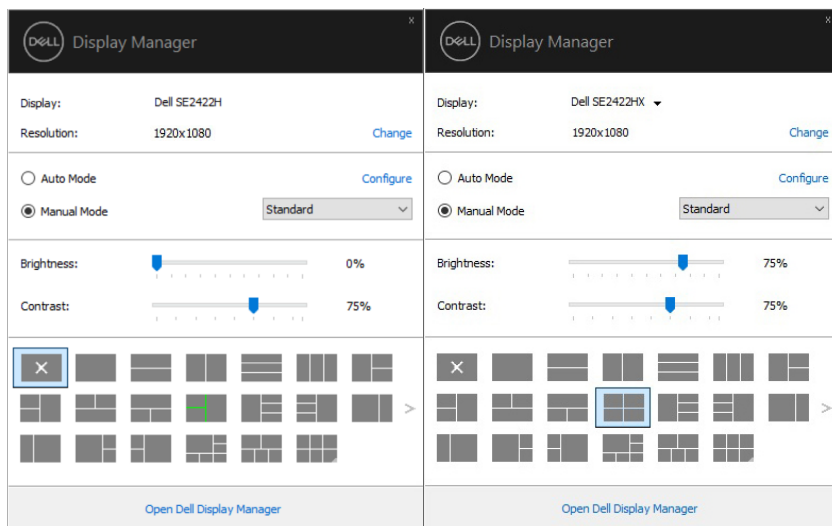 DELL Display Manager
x
Display: Dell SE2422H
Resolution: 1920x1080 Change
Auto Mode Configure
Manual Mode Standard
Brightness: 0%
Contrast: 75%
Open Dell Display Manager
DELL Display Manager
x
Display: Dell SE2422HX
Resolution: 1920x1080 Change
Auto Mode Configure
Manual Mode Standard
Brightness: 75%
Contrast: 75%
Open Dell Display Manager